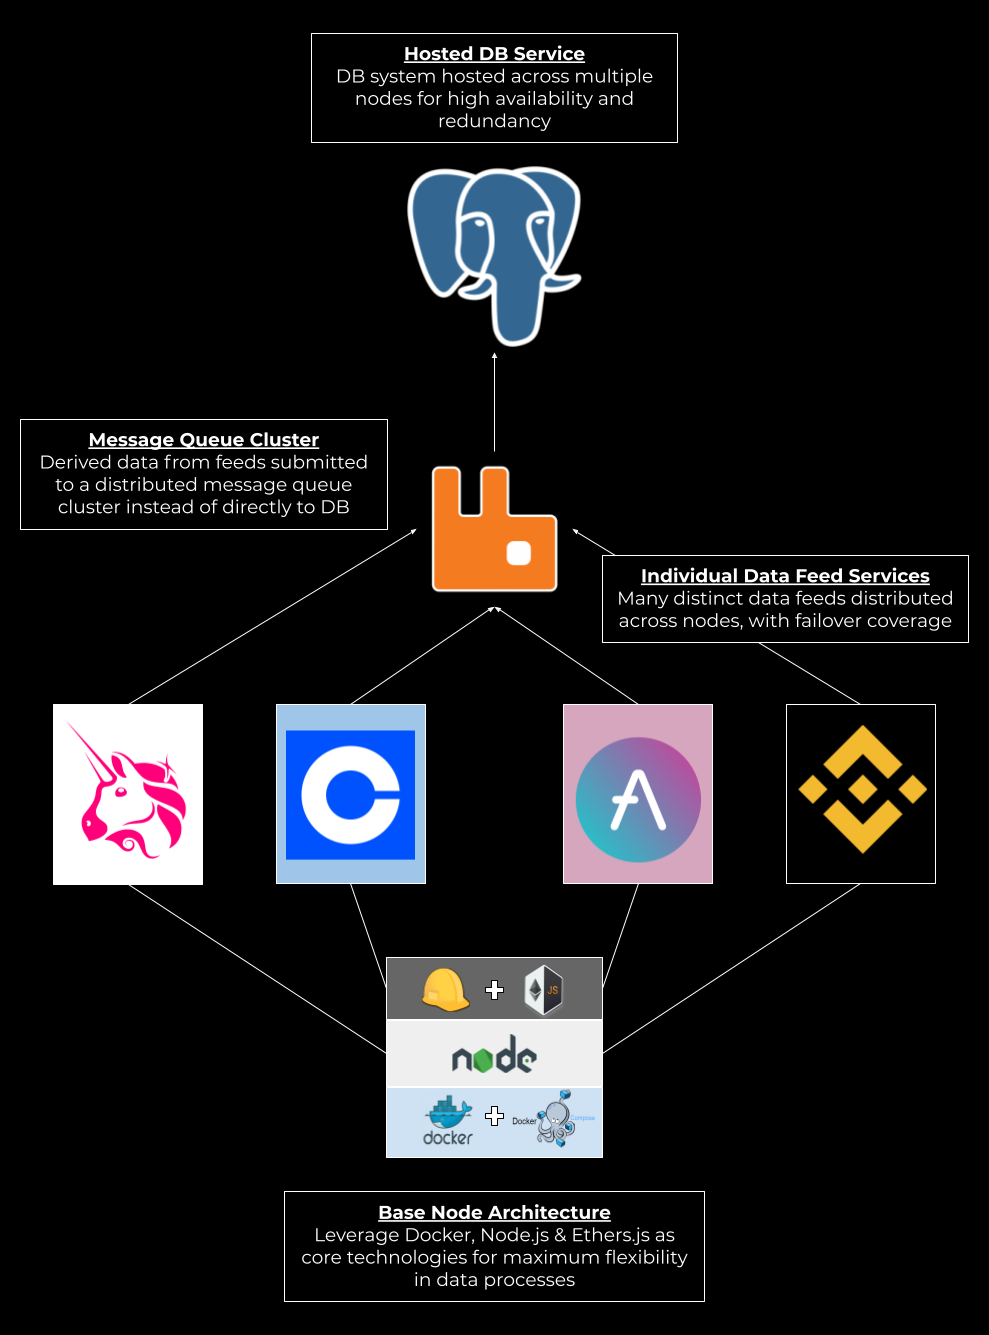 Hosted DB Service
DB system hosted across multiple
nodes for high availability and
redundancy
Message Queue Cluster
Derived data from feeds submitted
to a distributed message queue
cluster instead of directly to DB
Individual Data Feed Services
Many distinct data feeds distributed
across nodes, with failover coverage
JS
node
docker
Docker Compose
Base Node Architecture
Leverage Docker, Node.js & Ethers.js as
core technologies for maximum flexibility
in data processes